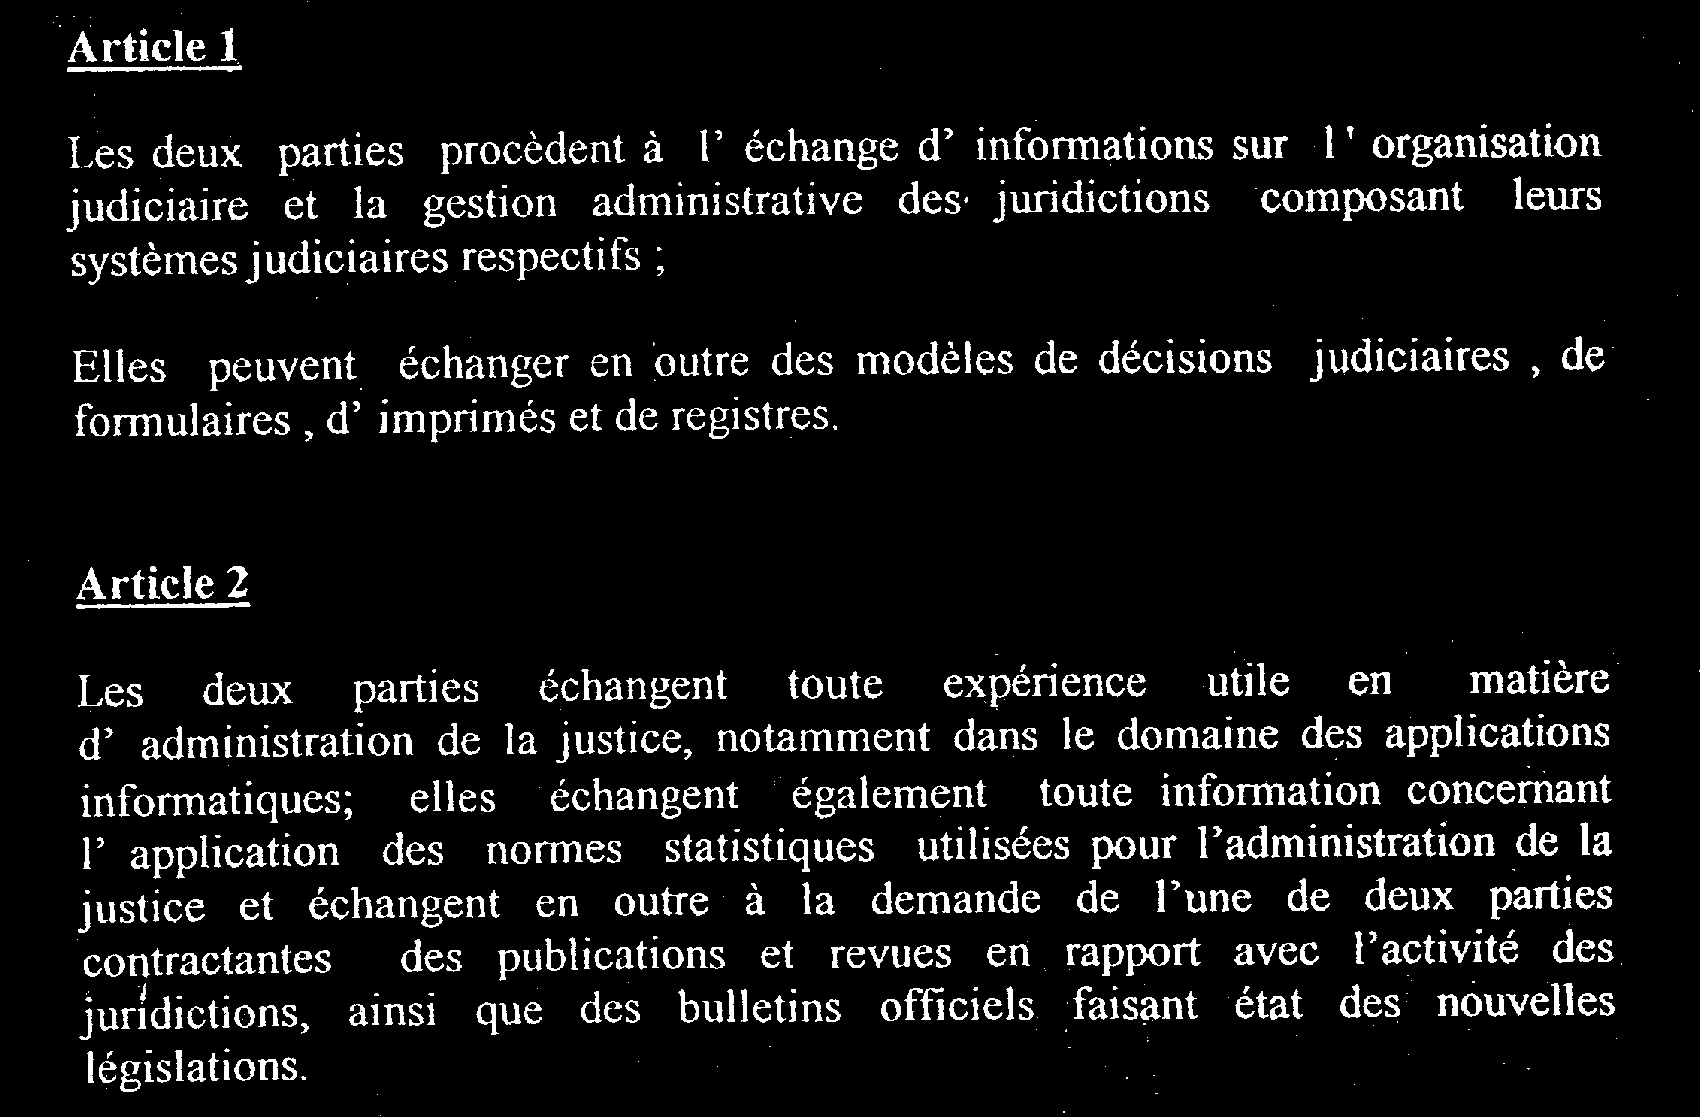 Article 1
Les deux parties procèdent à l’ échange d’ informations sur l ' organisation
judiciaire et la gestion administrative des juridictions composant leurs
systèmes judiciaires respectifs ;
Elles peuvent échanger en outre des modèles de décisions judiciaires , de
formulaires , d’ imprimés et de registres.
Article 2
Les deux parties échangent toute expérience utile en matière
d’ administration de la justice, notamment dans le domaine des applications
informatiques; elles échangent également toute information concernant
l’ application des normes statistiques utilisées pour l’administration de la
justice et échangent en outre à la demande de l’une de deux parties
contractantes des publications et revues en rapport avec l’activité des
juridictions, ainsi que des bulletins officiels faisant état des nouvelles
législations.